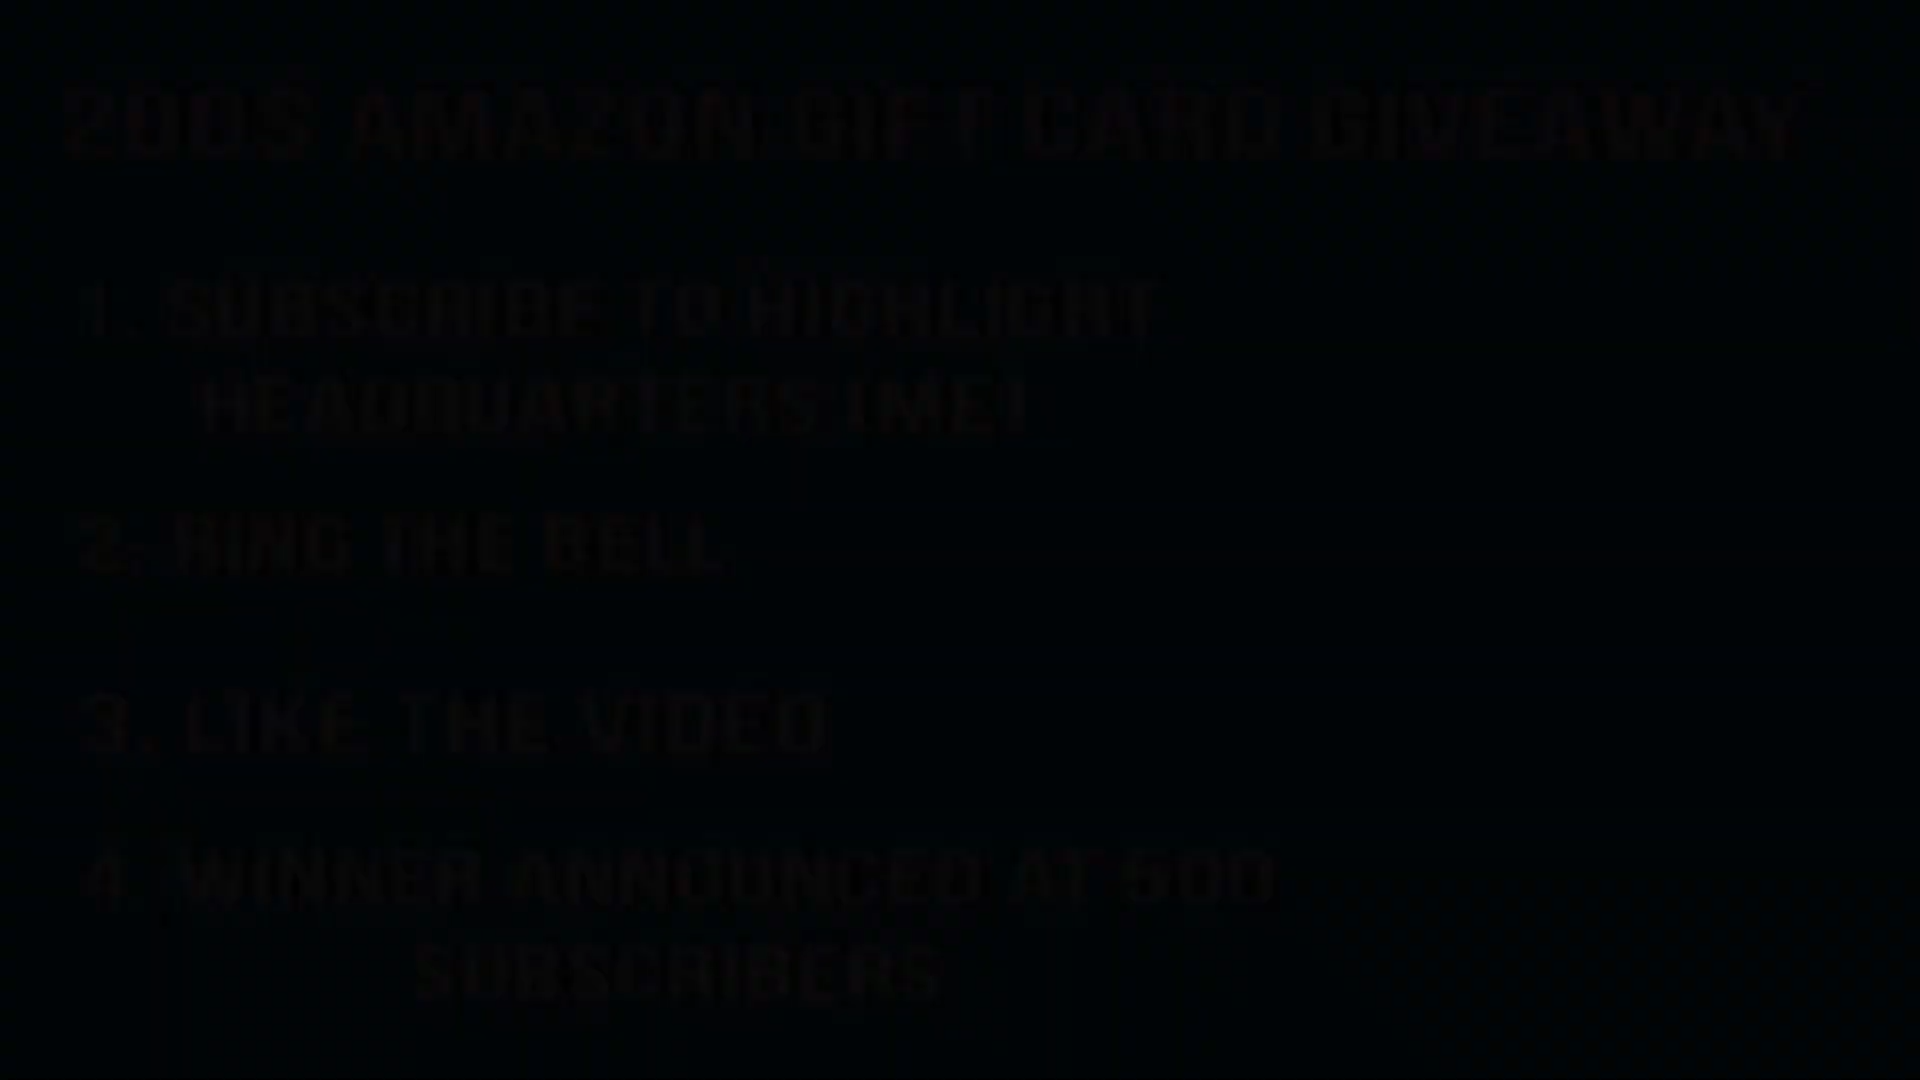 200$ AMAZON GIFT CARD GIVEAWAY
1. SUBSCRIBE TO HIGHLIGHT
HEADQUARTERS (ME)
2. RING THE BELL
3. LIKE THE VIDEO
4. WINNER ANNOUNCED AT 500
SUBSCRIBERS